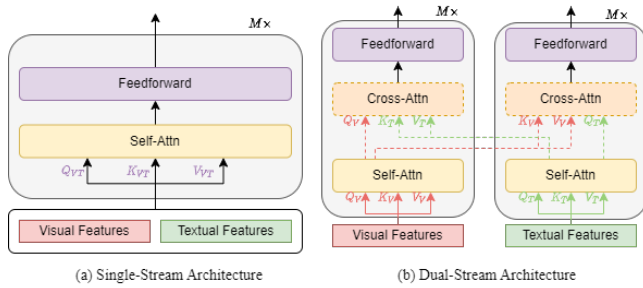 M×
Feedforward
Self-Attn
Q_VT K_VT V_VT
Visual Features Textual Features
(a) Single-Stream Architecture
M×
Feedforward
Cross-Attn
Q_V K_T V_T
Self-Attn
Q_V K_V V_V
Visual Features
M×
Feedforward
Cross-Attn
K_V V_V Q_T
Self-Attn
Q_T K_T V_T
Textual Features
(b) Dual-Stream Architecture